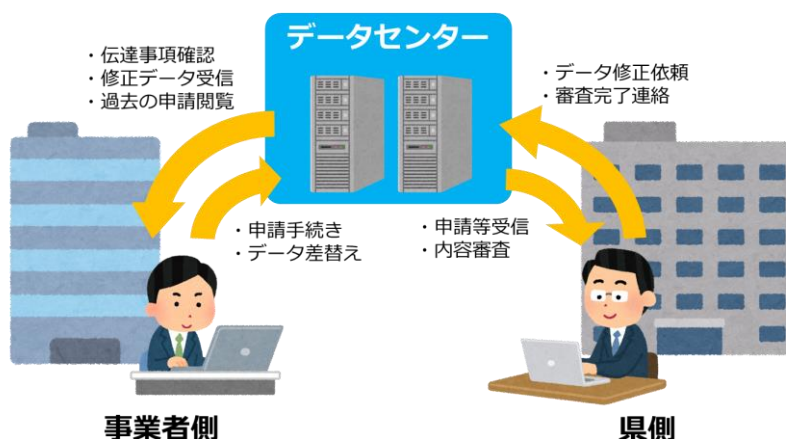 データセンター
・伝達事項確認
・修正データ受信
・過去の申請閲覧
・データ修正依頼
・審査完了連絡
・申請手続き
・データ差替え
・申請等受信
・内容審査
事業者側
県側